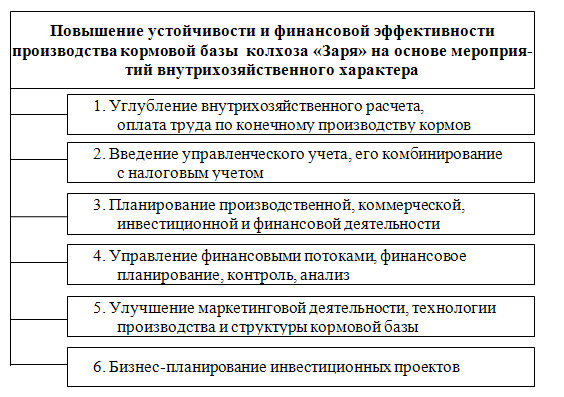 Повышение устойчивости и финансовой эффективности
производства кормовой базы колхоза «Заря» на основе мероприя-
тий внутрихозяйственного характера
1. Углубление внутрихозяйственного расчета,
оплата труда по конечному производству кормов
2. Введение управленческого учета, его комбинирование
с налоговым учетом
3. Планирование производственной, коммерческой,
инвестиционной и финансовой деятельности
4. Управление финансовыми потоками, финансовое
планирование, контроль, анализ
5. Улучшение маркетинговой деятельности, технологии
производства и структуры кормовой базы
6. Бизнес-планирование инвестиционных проектов